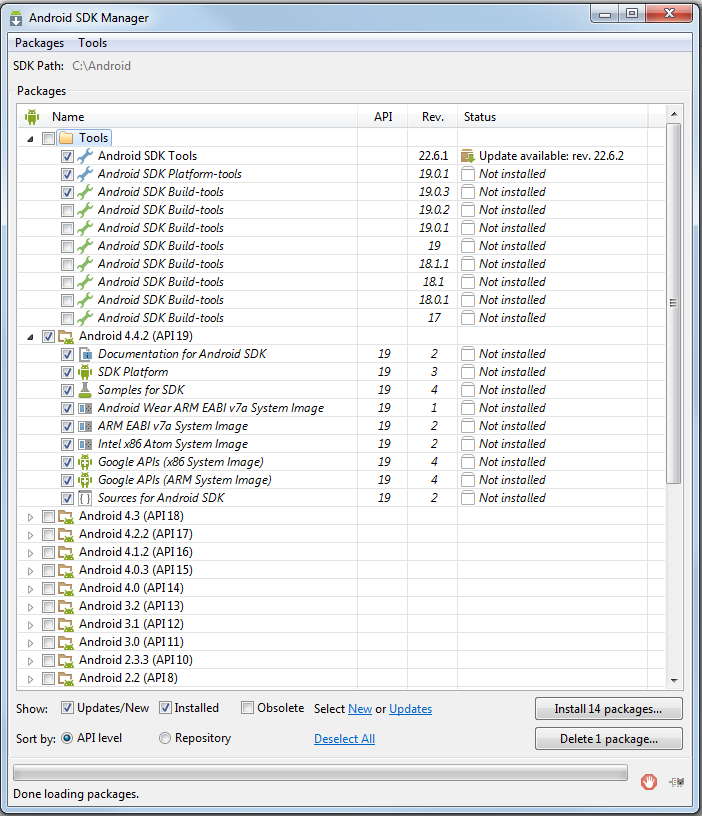 Android SDK Manager
Packages Tools
SDK Path: C:\Android
Packages
Name API Rev. Status
Tools
Android SDK Tools 22.6.1 Update available: rev. 22.6.2
Android SDK Platform-tools 19.0.1 Not installed
Android SDK Build-tools 19.0.3 Not installed
Android SDK Build-tools 19.0.2 Not installed
Android SDK Build-tools 19.0.1 Not installed
Android SDK Build-tools 19 Not installed
Android SDK Build-tools 18.1.1 Not installed
Android SDK Build-tools 18.1 Not installed
Android SDK Build-tools 18.0.1 Not installed
Android SDK Build-tools 17 Not installed
Android 4.4.2 (API 19)
Documentation for Android SDK 19 2 Not installed
SDK Platform 19 3 Not installed
Samples for SDK 19 4 Not installed
Android Wear ARM EABI v7a System Image 19 1 Not installed
ARM EABI v7a System Image 19 2 Not installed
Intel x86 Atom System Image 19 2 Not installed
Google APIs (x86 System Image) 19 4 Not installed
Google APIs (ARM System Image) 19 4 Not installed
Sources for Android SDK 19 2 Not installed
Android 4.3 (API 18)
Android 4.2.2 (API 17)
Android 4.1.2 (API 16)
Android 4.0.3 (API 15)
Android 4.0 (API 14)
Android 3.2 (API 13)
Android 3.1 (API 12)
Android 3.0 (API 11)
Android 2.3.3 (API 10)
Android 2.2 (API 8)
Show: Updates/New Installed Obsolete Select New or Updates Install 14 packages...
Sort by: API level Repository Deselect All Delete 1 package...
Done loading packages.